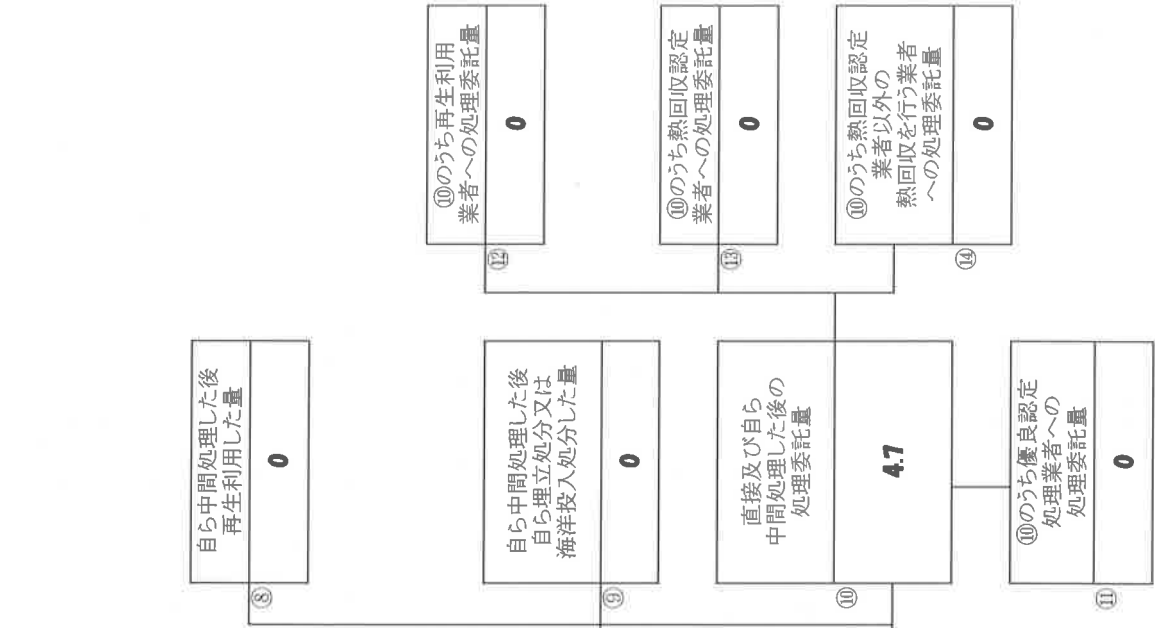 ⑧
自ら中間処理した後
再生利用した量
0
⑨
自ら中間処理した後
自ら埋立処分又は
海洋投入処分した量
0
⑩
直接及び自ら
中間処理した後の
処理委託量
4.7
⑪
⑩のうち優良認定
処理業者への
処理委託量
0
⑫
⑩のうち再生利用
業者への処理委託量
0
⑬
⑩のうち熱回収認定
業者への処理委託量
0
⑭
⑩のうち熱回収認定
業者以外の
熱回収を行う業者
への処理委託量
0